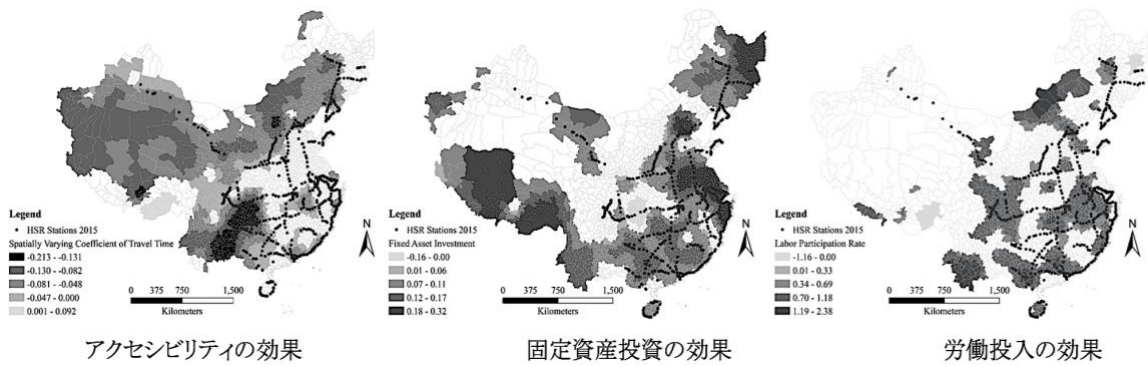 Legend
HSR Stations 2015
Spatially Varying Coefficient of Travel Time
-0.213 - -0.131
-0.130 - -0.082
-0.081 - -0.048
-0.047 - 0.000
0.001 - 0.092
0 375 750 1,500
Kilometers
N
アクセシビリティの効果
Legend
HSR Stations 2015
Fixed Asset Investment
-0.16 - 0.00
0.01 - 0.06
0.07 - 0.11
0.12 - 0.17
0.18 - 0.32
0 375 750 1,500
Kilometers
N
固定資産投資の効果
Legend
HSR Stations 2015
Labor Participation Rate
-1.16 - 0.00
0.01 - 0.33
0.34 - 0.69
0.70 - 1.18
1.19 - 2.38
0 375 750 1,500
Kilometers
N
労働投入の効果